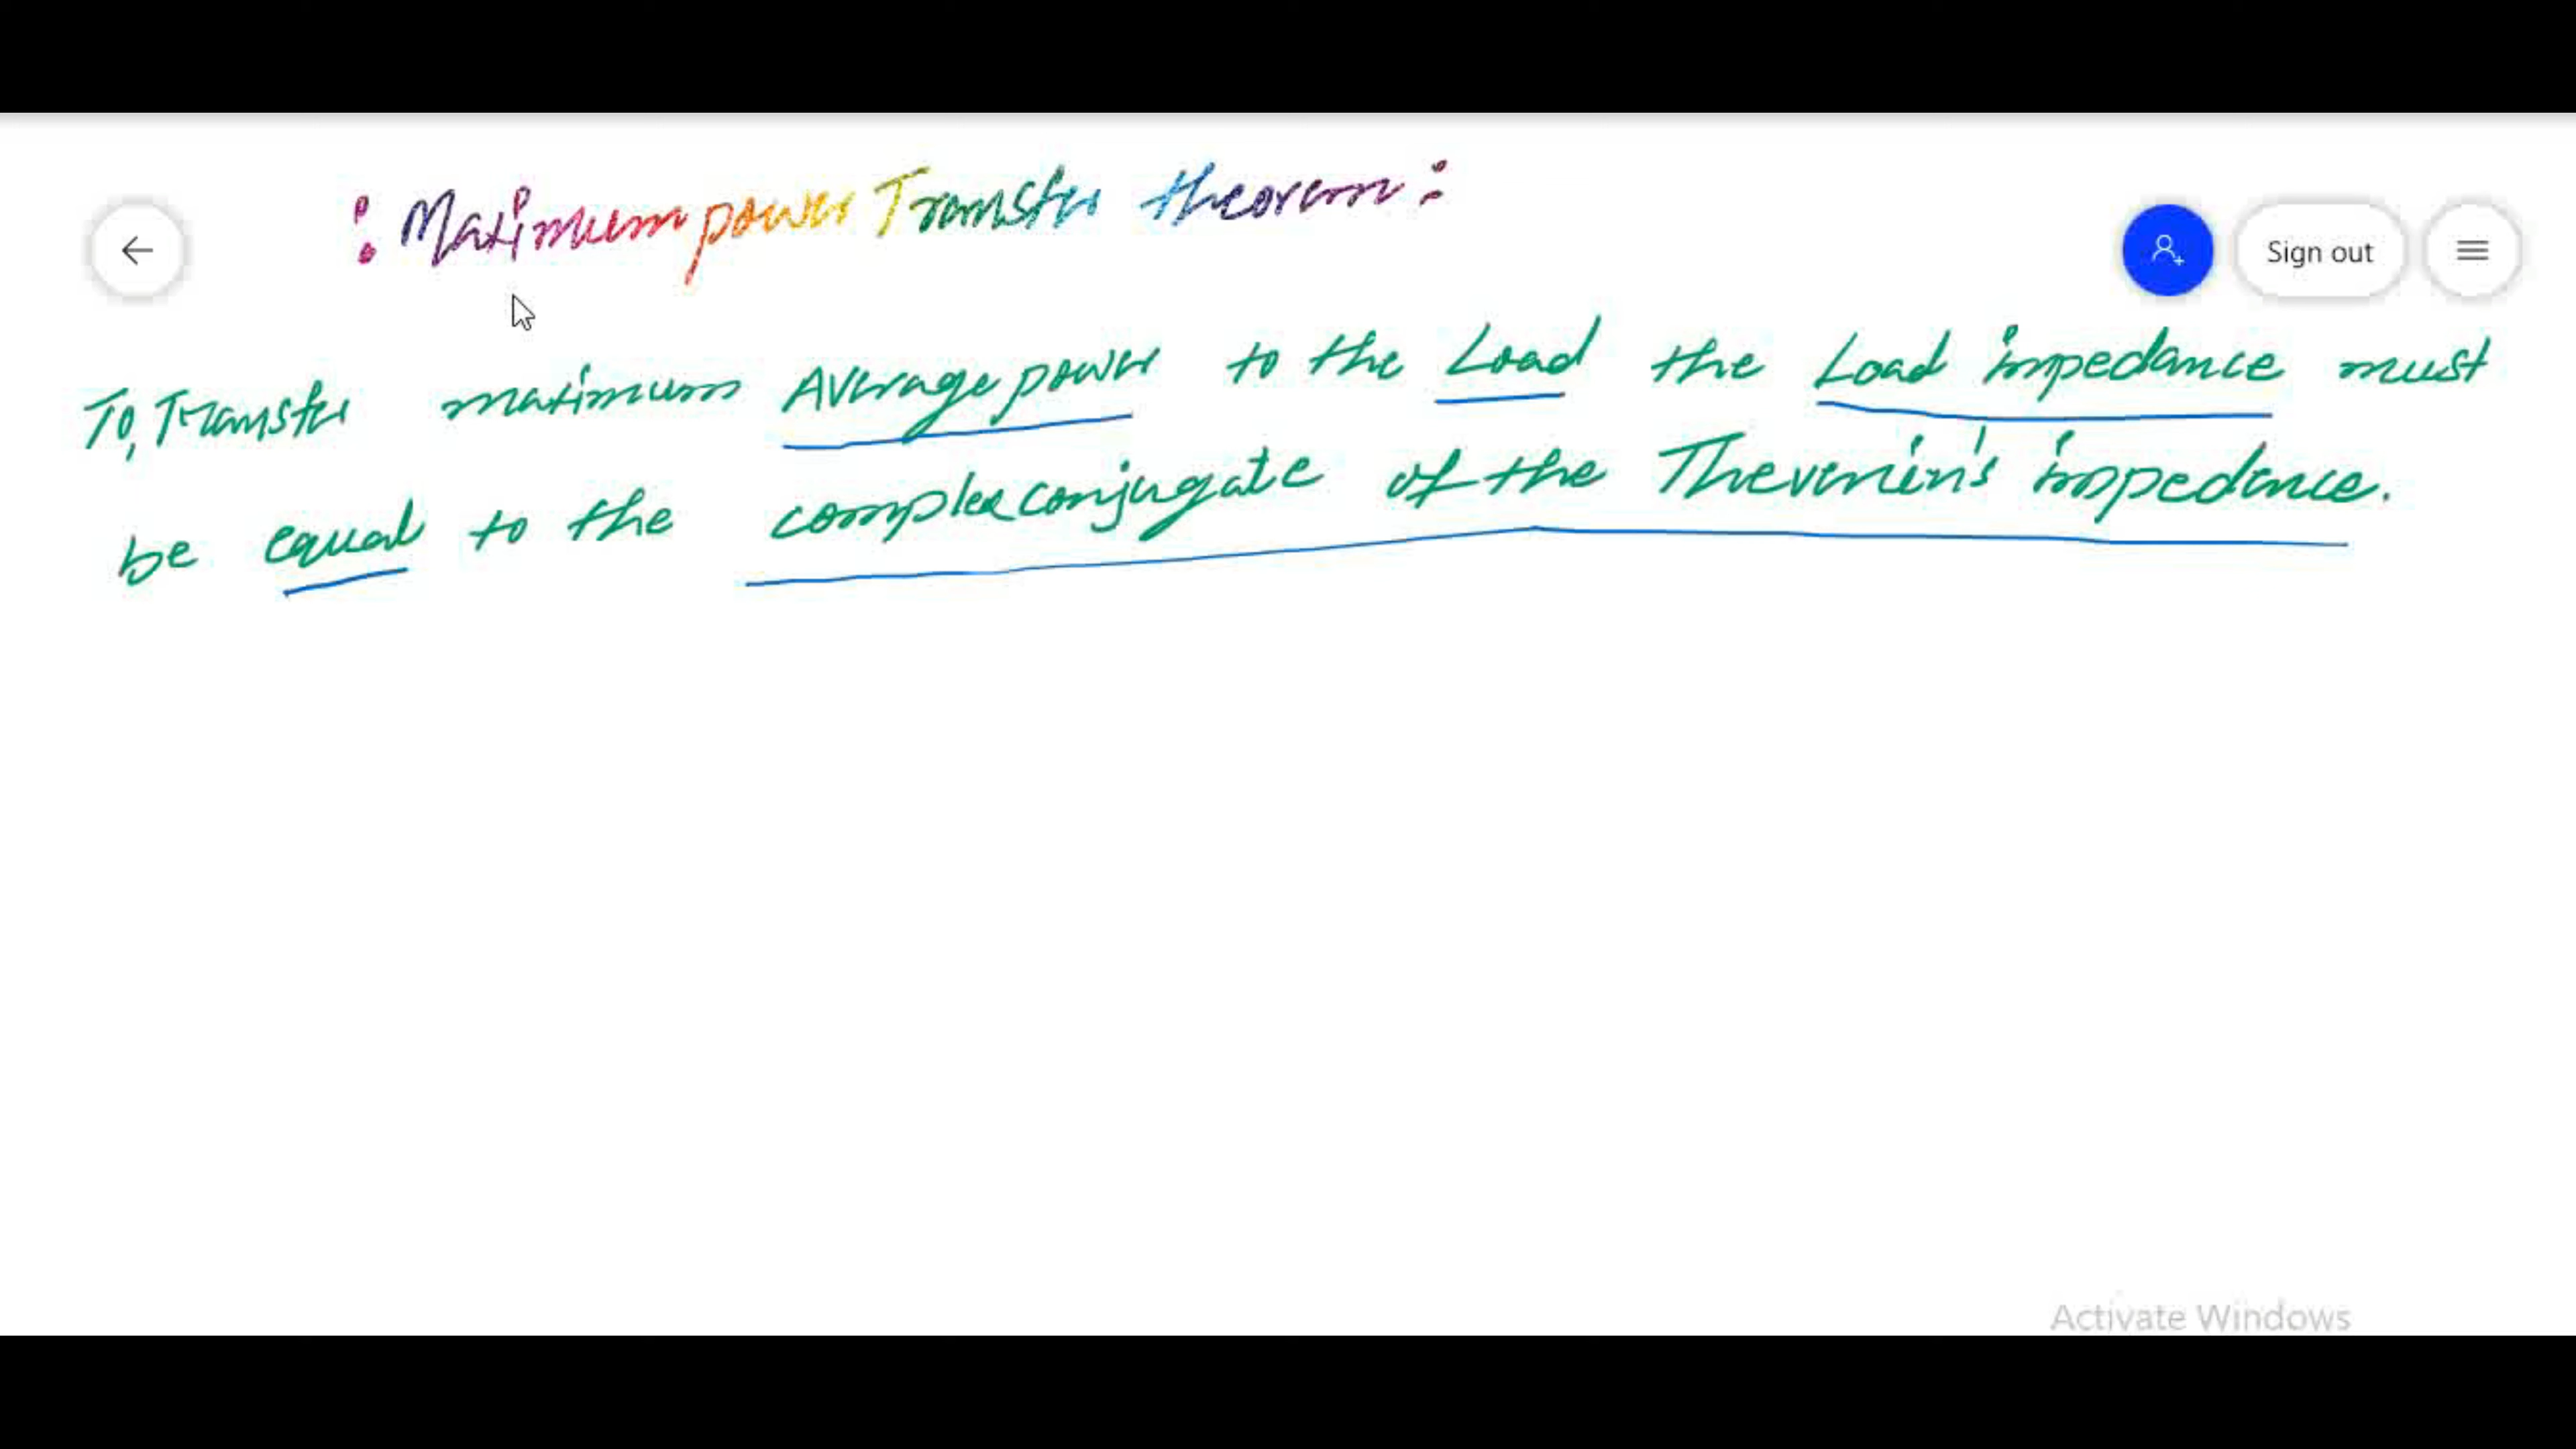 : Maximum power Transfer theorem :
Sign out
To, Transfer maximum Average power to the Load the Load impedance must
be equal to the complex conjugate of the Thevenin's impedance.
Activate Windows